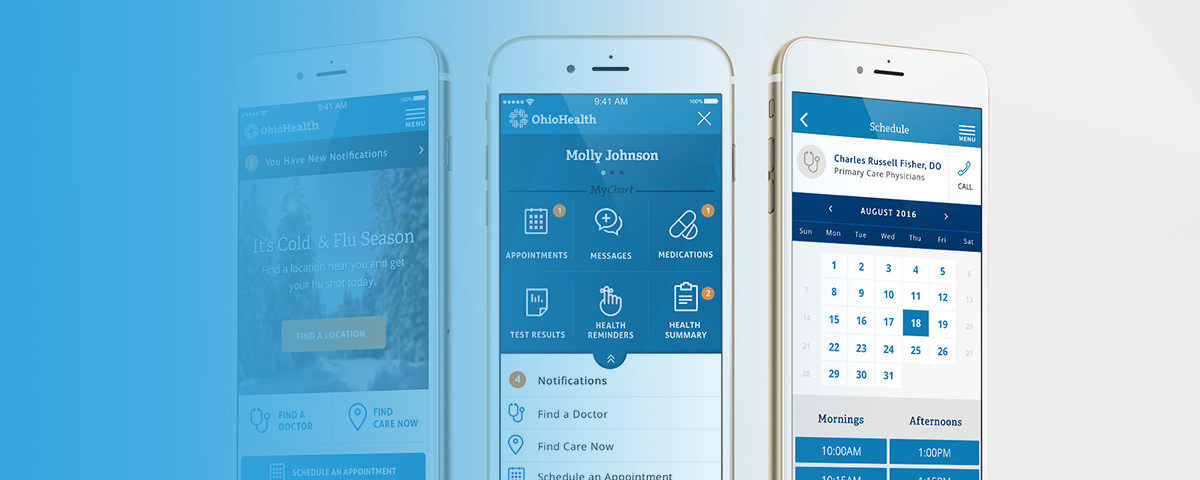 9:41 AM
100%
OhioHealth
MENU
You Have New Notifications
It's Cold & Flu Season
Find a location near you and get
your flu shot today.
FIND A LOCATION
FIND A
DOCTOR
FIND
CARE NOW
SCHEDULE AN APPOINTMENT
9:41 AM
100%
OhioHealth
Molly Johnson
MyChart
1
1
APPOINTMENTS
MESSAGES
MEDICATIONS
2
TEST RESULTS
HEALTH
REMINDERS
HEALTH
SUMMARY
4 Notifications
Find a Doctor
Find Care Now
Schedule an Appointment
Schedule
MENU
Charles Russell Fisher, DO
Primary Care Physicians
CALL
AUGUST 2016
Sun Mon Tue Wed Thu Fri Sat
1 2 3 4 5 6
7 8 9 10 11 12 13
14 15 16 17 18 19 20
21 22 23 24 25 26 27
28 29 30 31
Mornings Afternoons
10:00AM 1:00PM
10:15AM